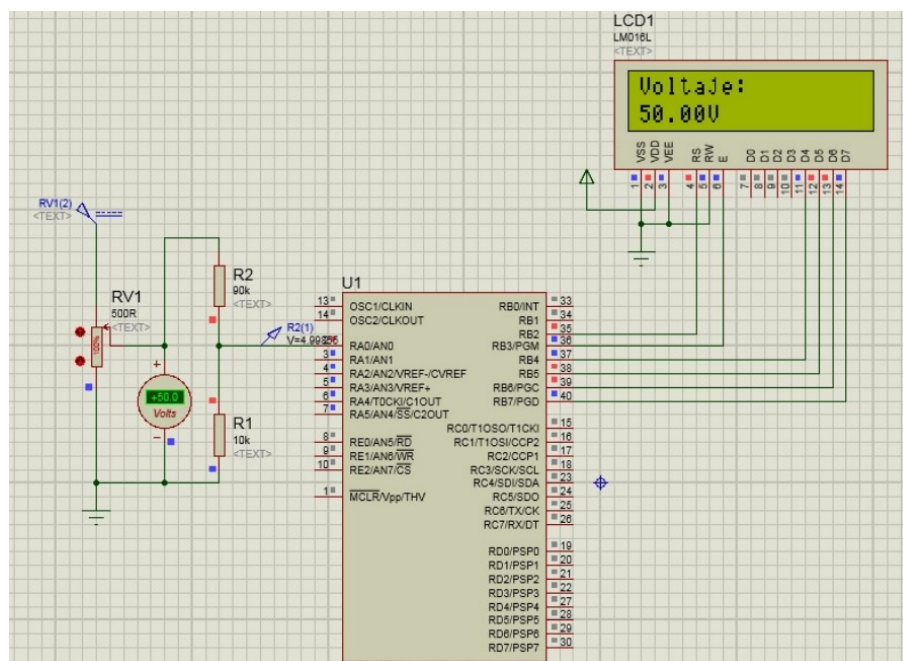 LCD1
LM016L
<TEXT>
Voltaje:
50.00V
VSS VDD VEE RS RW E D0 D1 D2 D3 D4 D5 D6 D7
1 2 3 4 5 6 7 8 9 10 11 12 13 14
RV1(2)
<TEXT>
RV1
500R
<TEXT>
100%
+
+50.0
Volts
R2
90k
<TEXT>
R2(1)
R1
10k
<TEXT>
U1
13 OSC1/CLKIN
14 OSC2/CLKOUT
RA0/AN0
3 RA1/AN1
4 RA2/AN2/VREF-/CVREF
5 RA3/AN3/VREF+
6 RA4/T0CKI/C1OUT
7 RA5/AN4/SS/C2OUT
8 RE0/AN5/RD
9 RE1/AN6/WR
10 RE2/AN7/CS
1 MCLR/Vpp/THV
RB0/INT 33
RB1 34
RB2 35
RB3/PGM 36
RB4 37
RB5 38
RB6/PGC 39
RB7/PGD 40
RC0/T1OSO/T1CKI 15
RC1/T1OSI/CCP2 16
RC2/CCP1 17
RC3/SCK/SCL 18
RC4/SDI/SDA 23
RC5/SDO 24
RC6/TX/CK 25
RC7/RX/DT 26
RD0/PSP0 19
RD1/PSP1 20
RD2/PSP2 21
RD3/PSP3 22
RD4/PSP4 27
RD5/PSP5 28
RD6/PSP6 29
RD7/PSP7 30